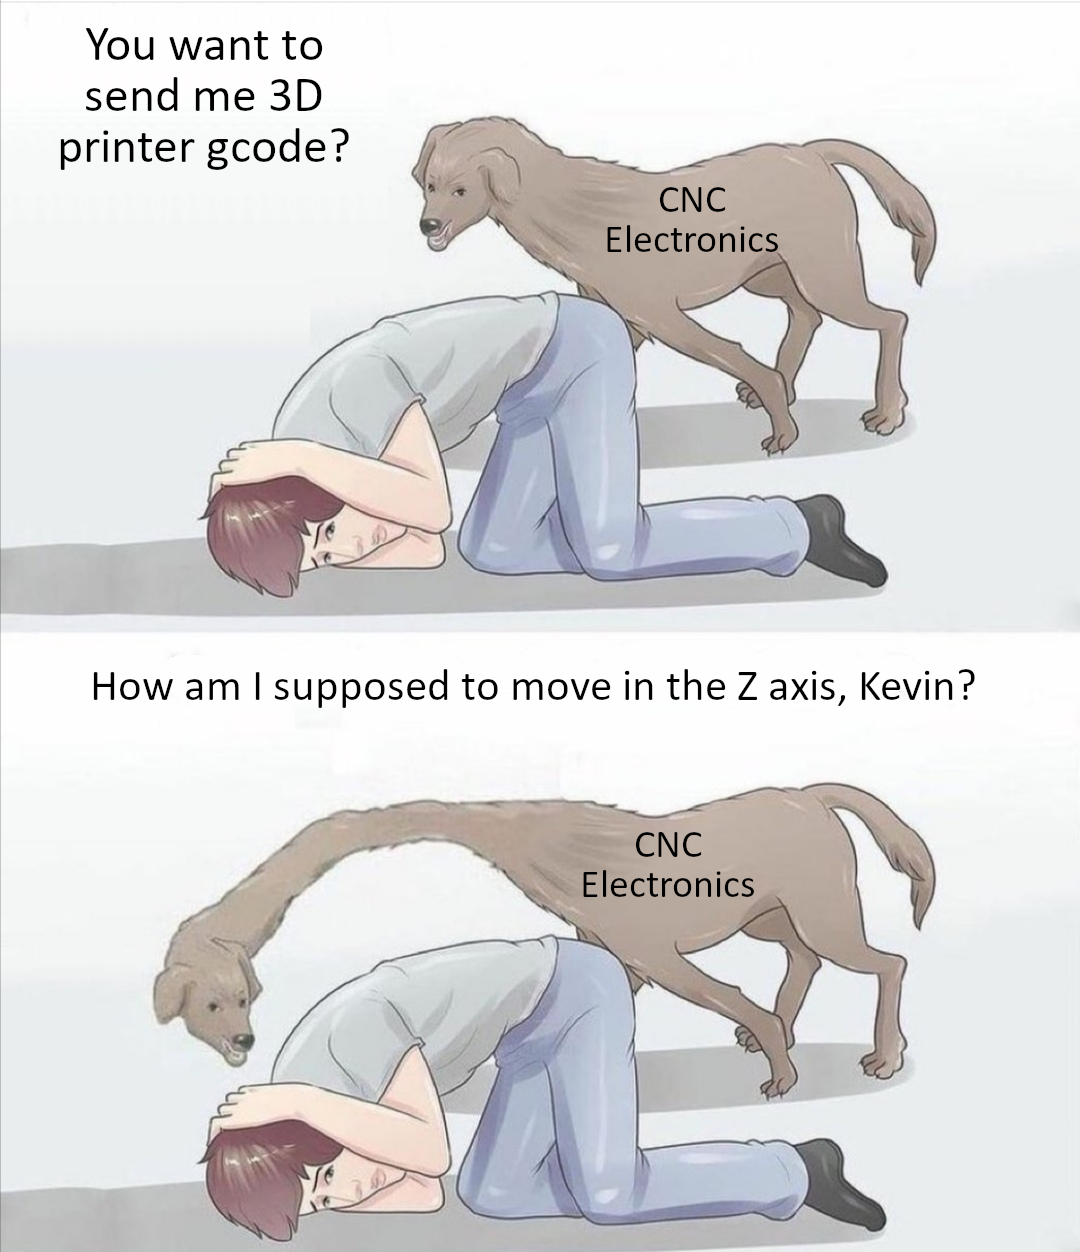 You want to
send me 3D
printer gcode?
CNC
Electronics
How am I supposed to move in the Z axis, Kevin?
CNC
Electronics